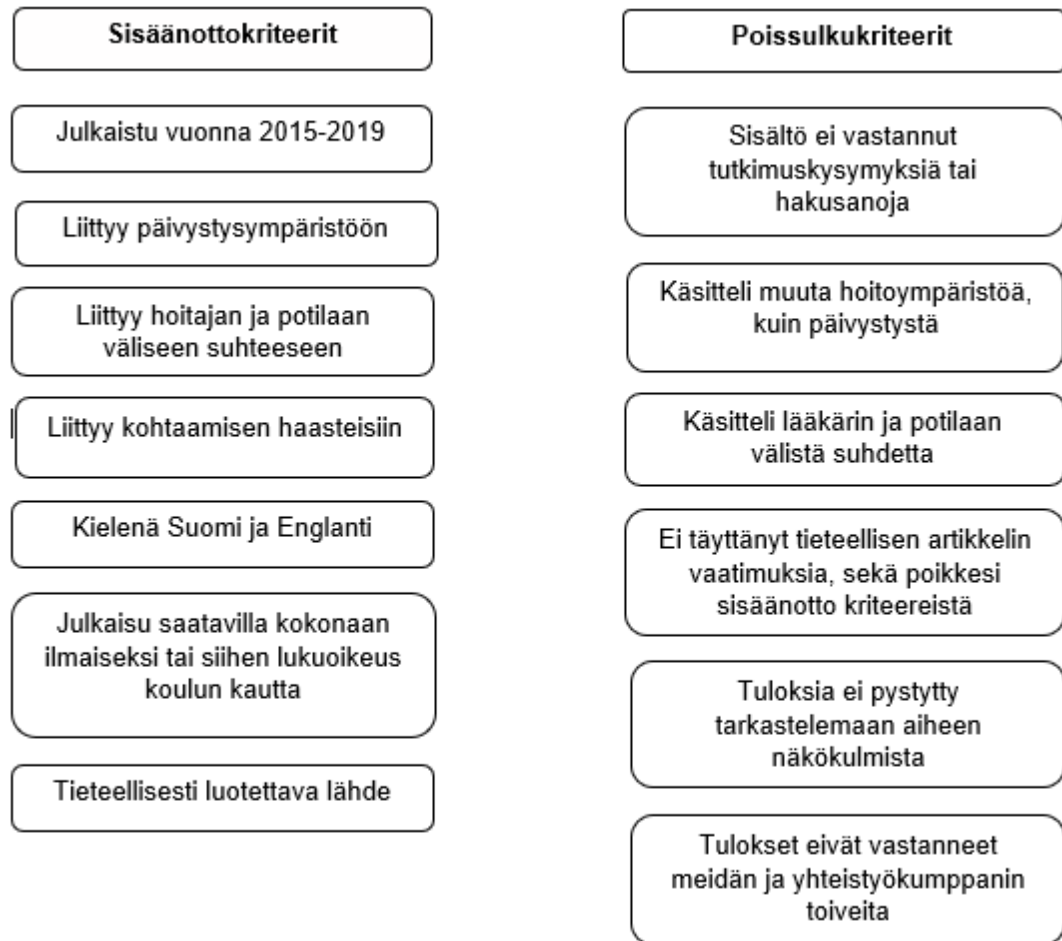 Sisäänottokriteerit
Julkaistu vuonna 2015-2019
Liittyy päivystysympäristöön
Liittyy hoitajan ja potilaan
väliseen suhteeseen
Liittyy kohtaamisen haasteisiin
Kielenä Suomi ja Englanti
Julkaisu saatavilla kokonaan
ilmaiseksi tai siihen lukuoikeus
koulun kautta
Tieteellisesti luotettava lähde
Poissulkukriteerit
Sisältö ei vastannut
tutkimuskysymyksiä tai
hakusanoja
Käsitteli muuta hoitoympäristöä,
kuin päivystystä
Käsitteli lääkärin ja potilaan
välistä suhdetta
Ei täyttänyt tieteellisen artikkelin
vaatimuksia, sekä poikkesi
sisäänotto kriteereistä
Tuloksia ei pystytty
tarkastelemaan aiheen
näkökulmista
Tulokset eivät vastanneet
meidän ja yhteistyökumppanin
toiveita